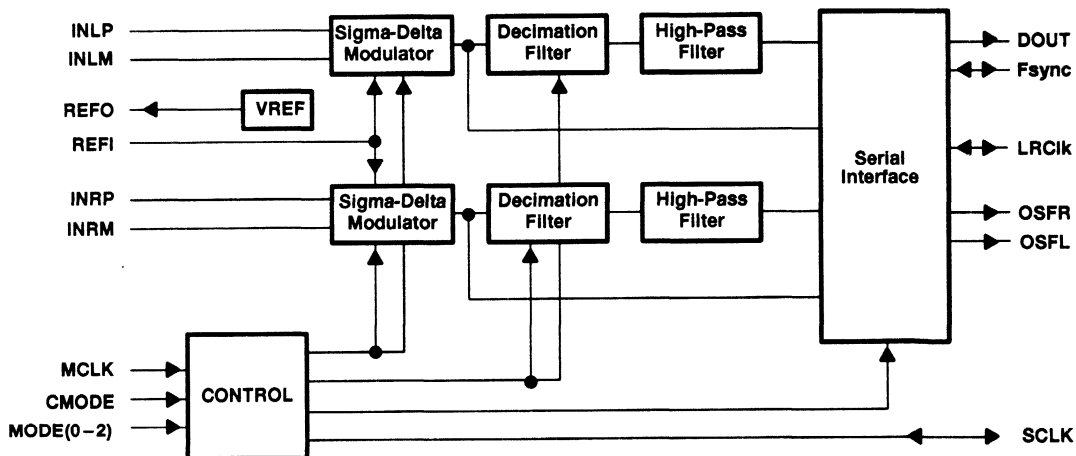 INLP
INLM
Sigma-Delta
Modulator
Decimation
Filter
High-Pass
Filter
DOUT
Fsync
REFO
VREF
REFI
LRClk
Serial
Interface
INRP
INRM
Sigma-Delta
Modulator
Decimation
Filter
High-Pass
Filter
OSFR
OSFL
MCLK
CMODE
MODE(0–2)
CONTROL
SCLK